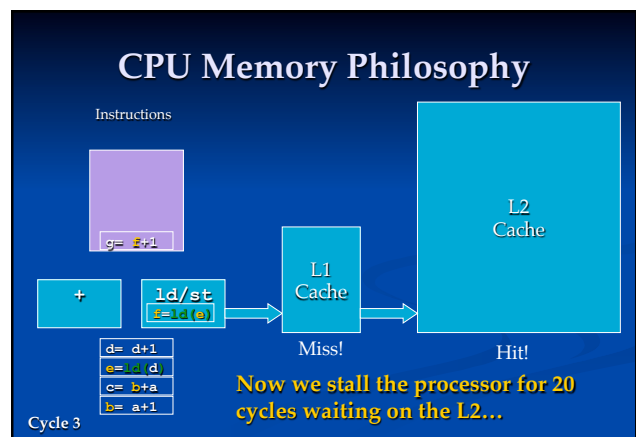 CPU Memory Philosophy
Instructions
g= f+1
+
ld/st
f=ld(e)
L1
Cache
L2
Cache
Miss!
Hit!
d= d+1
e=ld(d)
c= b+a
b= a+1
Now we stall the processor for 20
cycles waiting on the L2…
Cycle 3